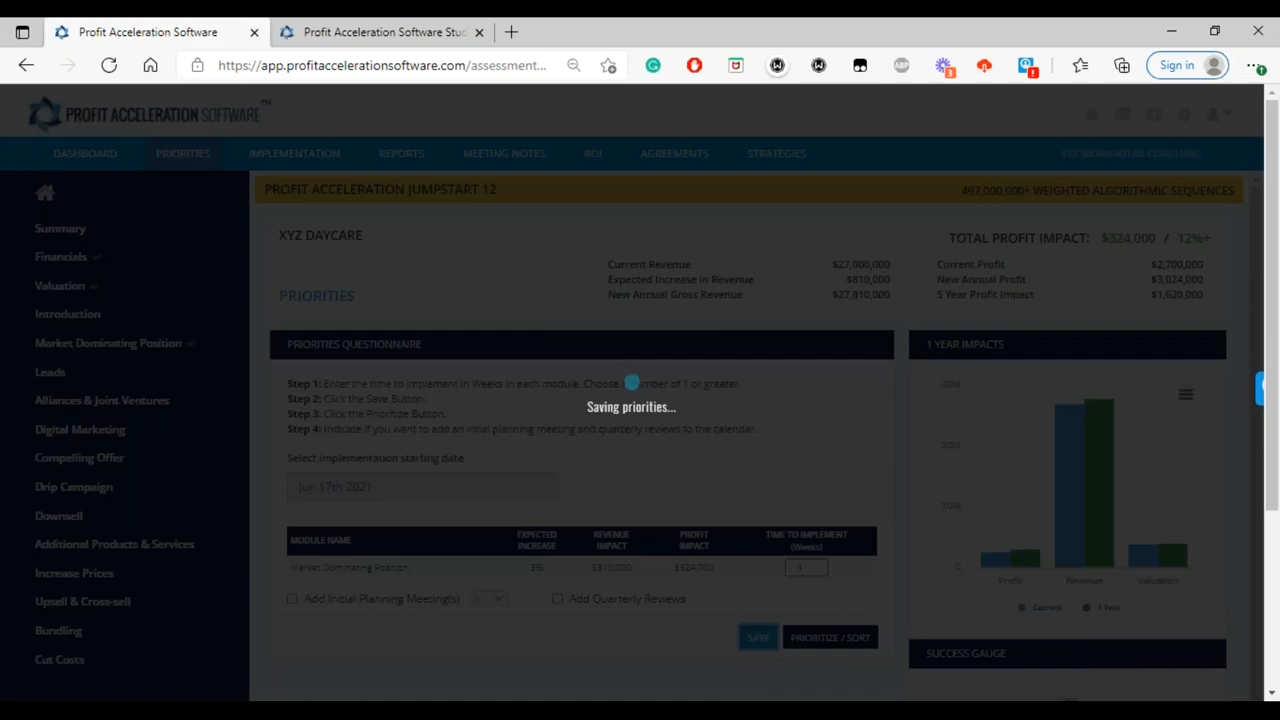 Profit Acceleration Software
Profit Acceleration Software Stud
https://app.profitaccelerationsoftware.com/assessment...
ABP
3
Sign in
PROFIT ACCELERATION SOFTWARE™
DASHBOARD PRIORITIES IMPLEMENTATION REPORTS MEETING NOTES ROI AGREEMENTS STRATEGIES
PROFIT ACCELERATION JUMPSTART 12
497,000,000+ WEIGHTED ALGORITHMIC SEQUENCES
Summary
Financials
Valuation
Introduction
Market Dominating Position
Leads
Alliances & Joint Ventures
Digital Marketing
Compelling Offer
Drip Campaign
Downsell
Additional Products & Services
Increase Prices
Upsell & Cross-sell
Bundling
Cut Costs
XYZ DAYCARE
TOTAL PROFIT IMPACT: $324,000 / 12%+
Current Revenue $27,000,000
Expected Increase in Revenue $810,000
New Annual Gross Revenue $27,810,000
Current Profit $2,700,000
New Annual Profit $3,024,000
5 Year Profit Impact $1,620,000
PRIORITIES
PRIORITIES QUESTIONNAIRE
Step 1: Enter the time to implement in Weeks in each module. Choose number of 1 or greater.
Step 2: Click the Save Button.
Step 3: Click the Prioritize Button.
Step 4: Indicate if you want to add an initial planning meeting and quarterly reviews to the calendar.
Saving priorities...
Select implementation starting date
Jun 17th 2021
MODULE NAME EXPECTED INCREASE REVENUE IMPACT PROFIT IMPACT TIME TO IMPLEMENT (Weeks)
Market Dominating Position 3% $810,000 $324,000
Add Initial Planning Meeting(s)
Add Quarterly Reviews
SAVE PRIORITIZE / SORT
1 YEAR IMPACTS
30M
20M
10M
0
Profit Revenue Valuation
Current 1 Year
SUCCESS GAUGE